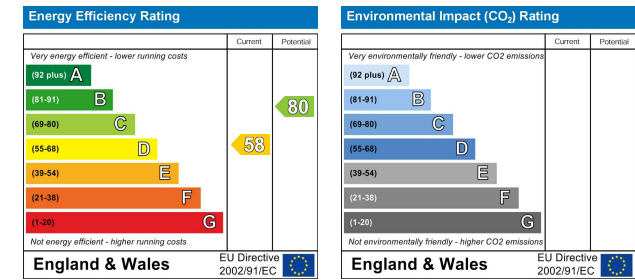 Energy Efficiency Rating
Current Potential
Very energy efficient - lower running costs
(92 plus) A
(81-91) B
(69-80) C
(55-68) D
(39-54) E
(21-38) F
(1-20) G
80
58
Not energy efficient - higher running costs
England & Wales
EU Directive
2002/91/EC
Environmental Impact (CO₂) Rating
Current Potential
Very environmentally friendly - lower CO2 emissions
(92 plus) A
(81-91) B
(69-80) C
(55-68) D
(39-54) E
(21-38) F
(1-20) G
Not environmentally friendly - higher CO2 emissions
England & Wales
EU Directive
2002/91/EC